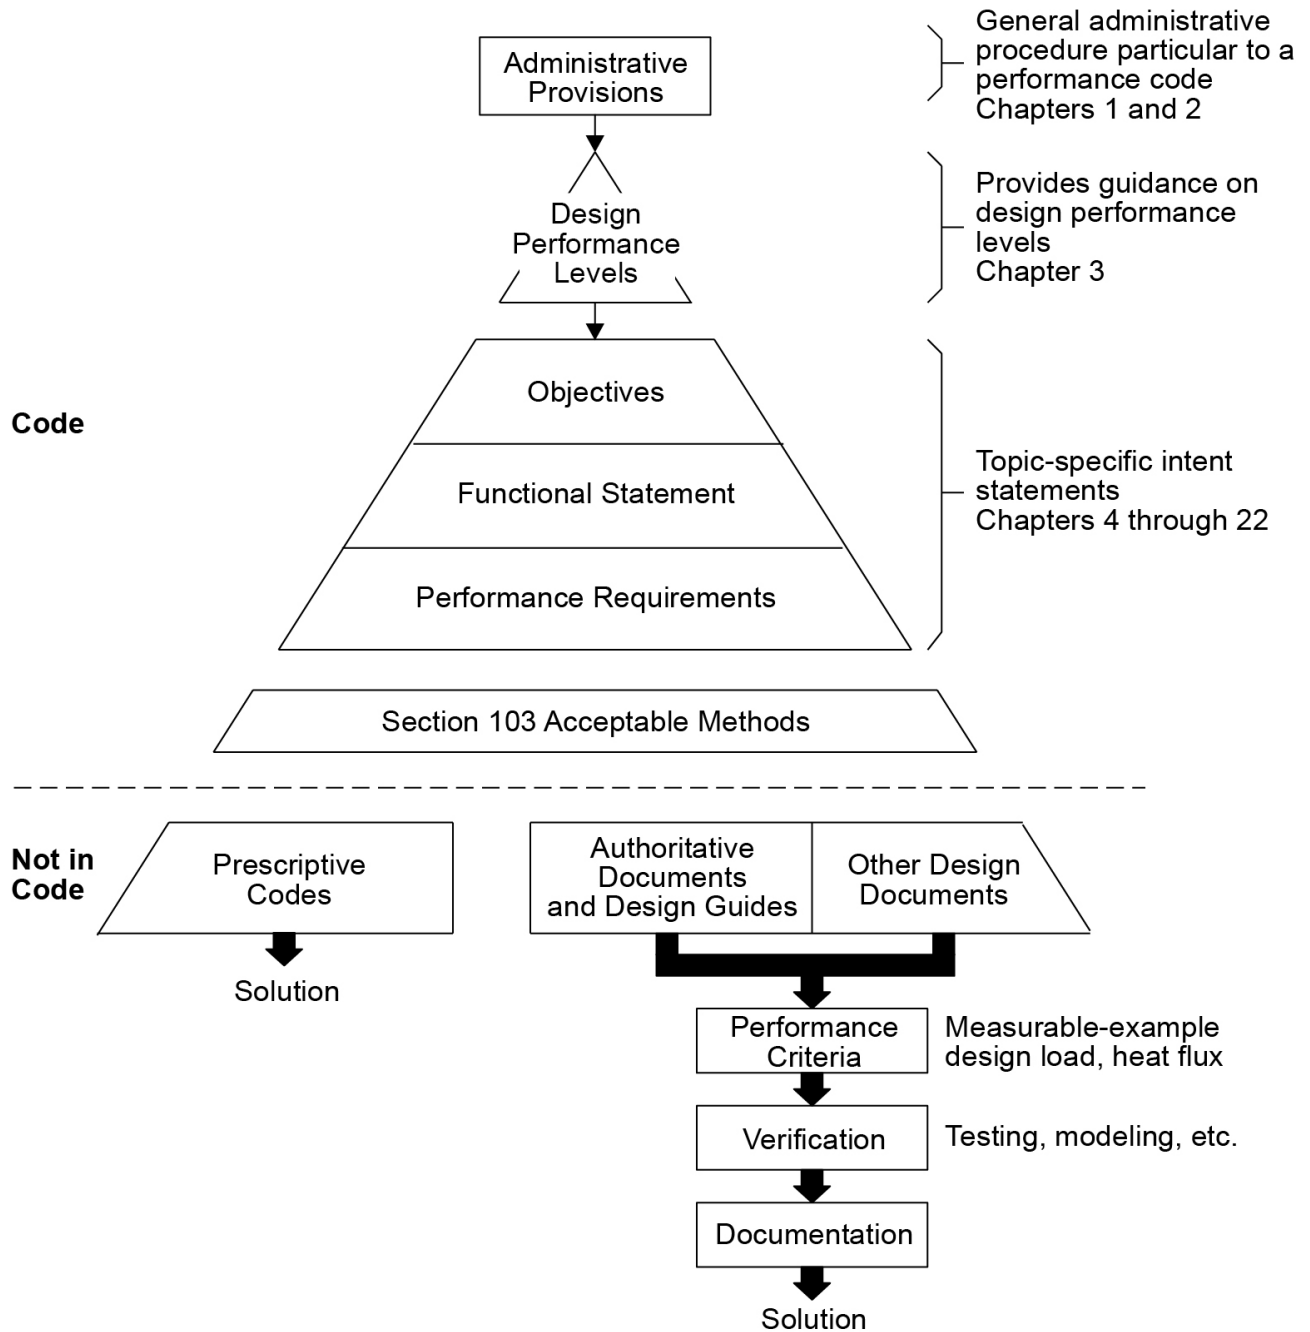 Administrative
Provisions
General administrative
procedure particular to a
performance code
Chapters 1 and 2
Design
Performance
Levels
Provides guidance on
design performance
levels
Chapter 3
Code
Objectives
Functional Statement
Performance Requirements
Topic-specific intent
statements
Chapters 4 through 22
Section 103 Acceptable Methods
Not in
Code
Prescriptive
Codes
Solution
Authoritative
Documents
and Design Guides
Other Design
Documents
Performance
Criteria
Measurable-example
design load, heat flux
Verification
Testing, modeling, etc.
Documentation
Solution